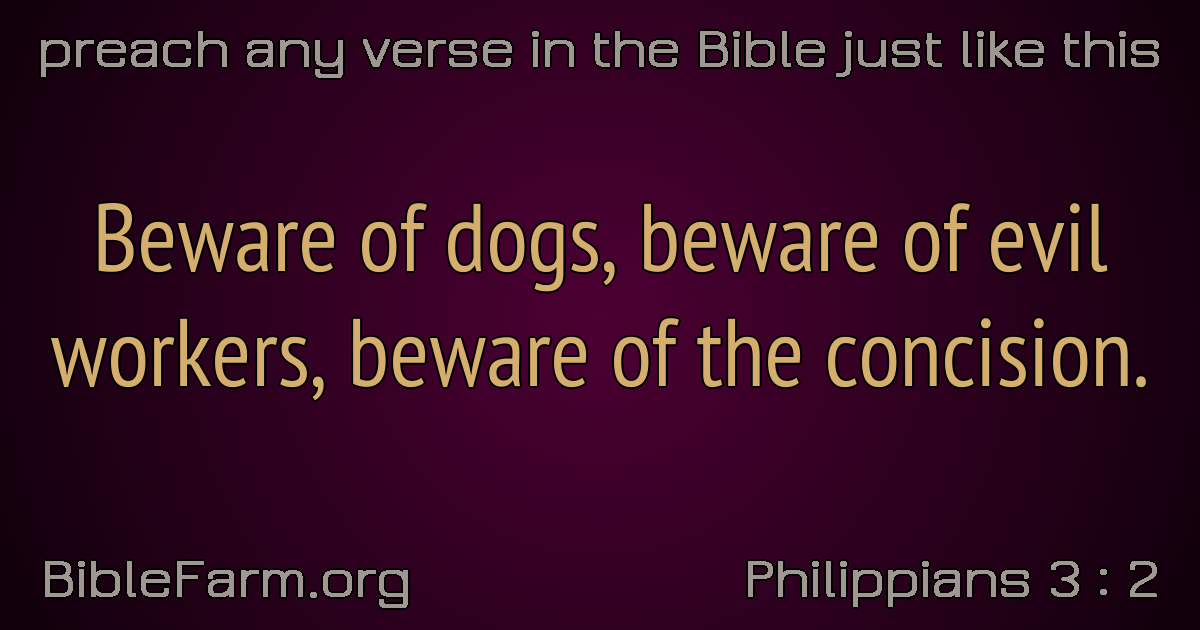 preach any verse in the Bible just like this
Beware of dogs, beware of evil
workers, beware of the concision.
BibleFarm.org
Philippians 3 : 2